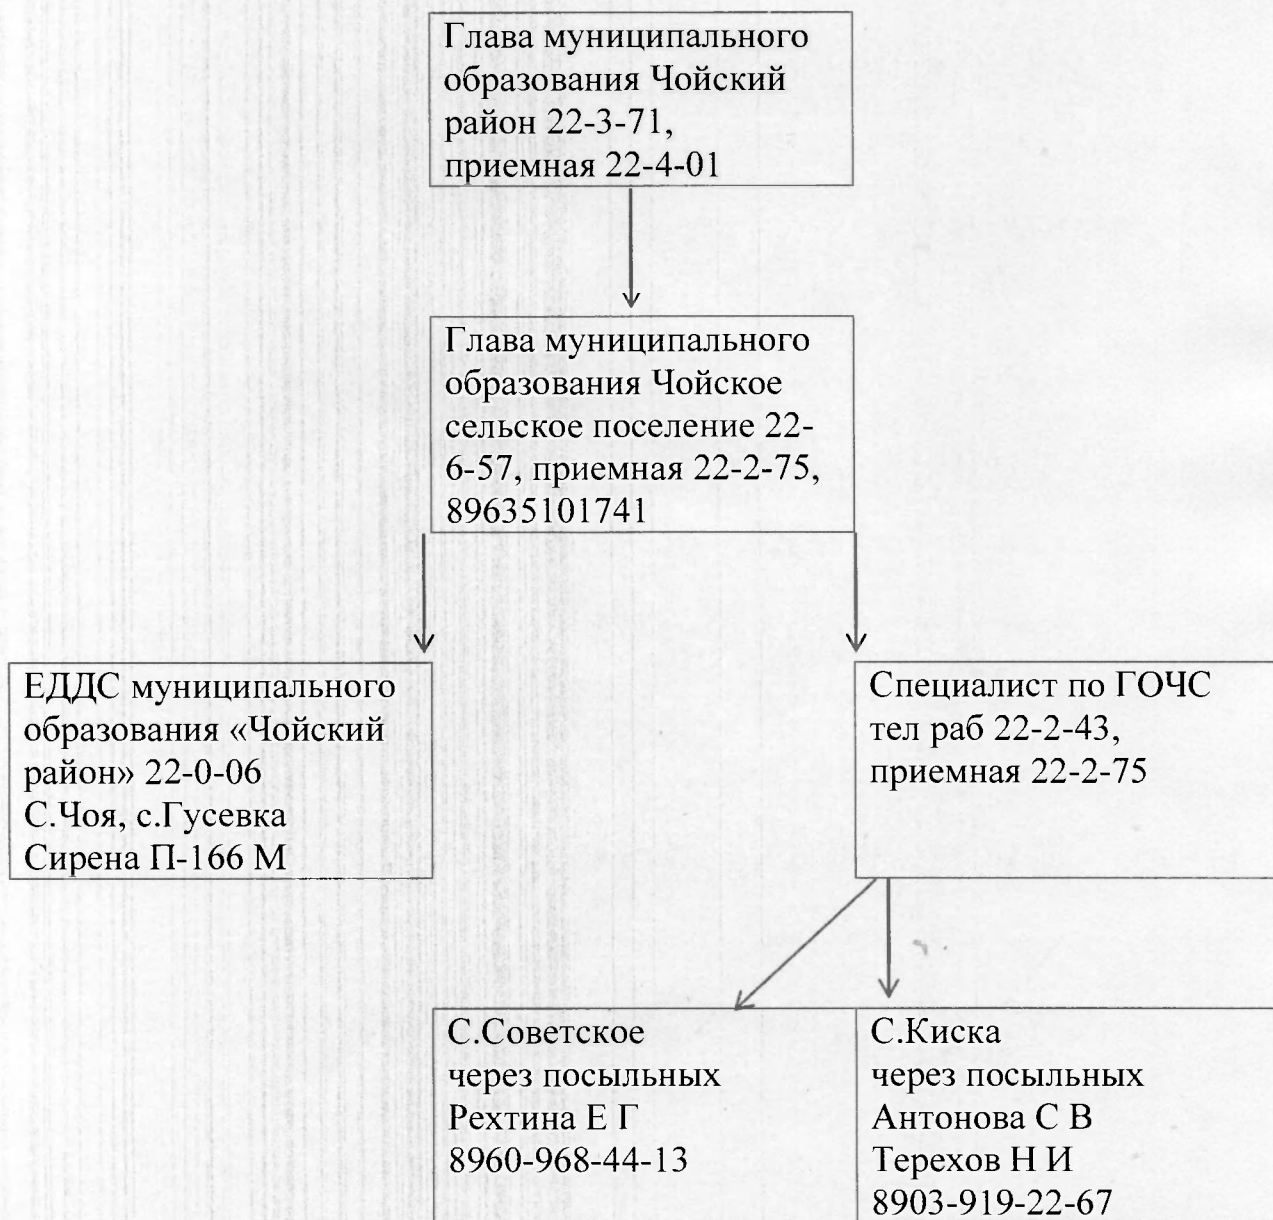 Глава муниципального
образования Чойский
район 22-3-71,
приемная 22-4-01
Глава муниципального
образования Чойское
сельское поселение 22-
6-57, приемная 22-2-75,
89635101741
ЕДДС муниципального
образования «Чойский
район» 22-0-06
С.Чоя, с.Гусевка
Сирена П-166 М
Специалист по ГОЧС
тел раб 22-2-43,
приемная 22-2-75
С.Советское
через посыльных
Рехтина Е Г
8960-968-44-13
С.Киска
через посыльных
Антонова С В
Терехов Н И
8903-919-22-67